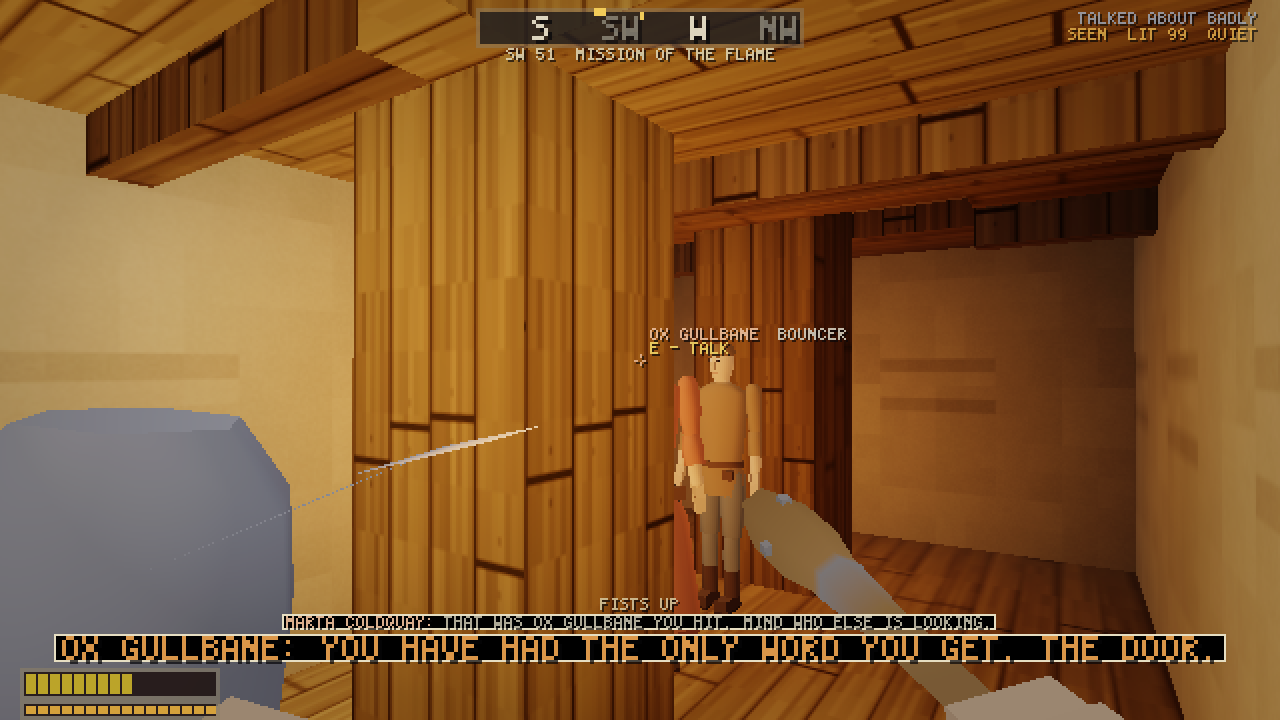 S SW W NW
SW 51 MISSION OF THE FLAME
TALKED ABOUT BADLY
SEEN LIT 99 QUIET
OX GULLBANE BOUNCER
E - TALK
FISTS UP
MARTA COLDQUAY: THAT WAS OX GULLBANE YOU HIT. MIND WHO ELSE IS LOOKING.
OX GULLBANE: YOU HAVE HAD THE ONLY WORD YOU GET. THE DOOR.